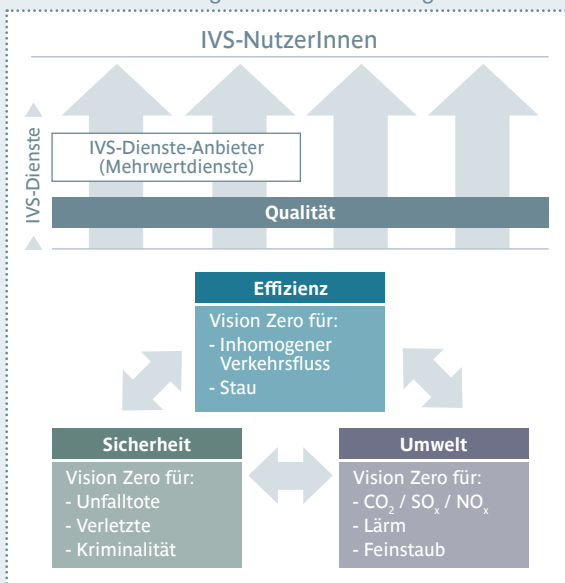 IVS-NutzerInnen
IVS-Dienste
IVS-Dienste-Anbieter
(Mehrwertdienste)
Qualität
Effizienz
Vision Zero für:
- Inhomogener
Verkehrsfluss
- Stau
Sicherheit
Vision Zero für:
- Unfalltote
- Verletzte
- Kriminalität
Umwelt
Vision Zero für:
- CO₂ / SOₓ / NOₓ
- Lärm
- Feinstaub